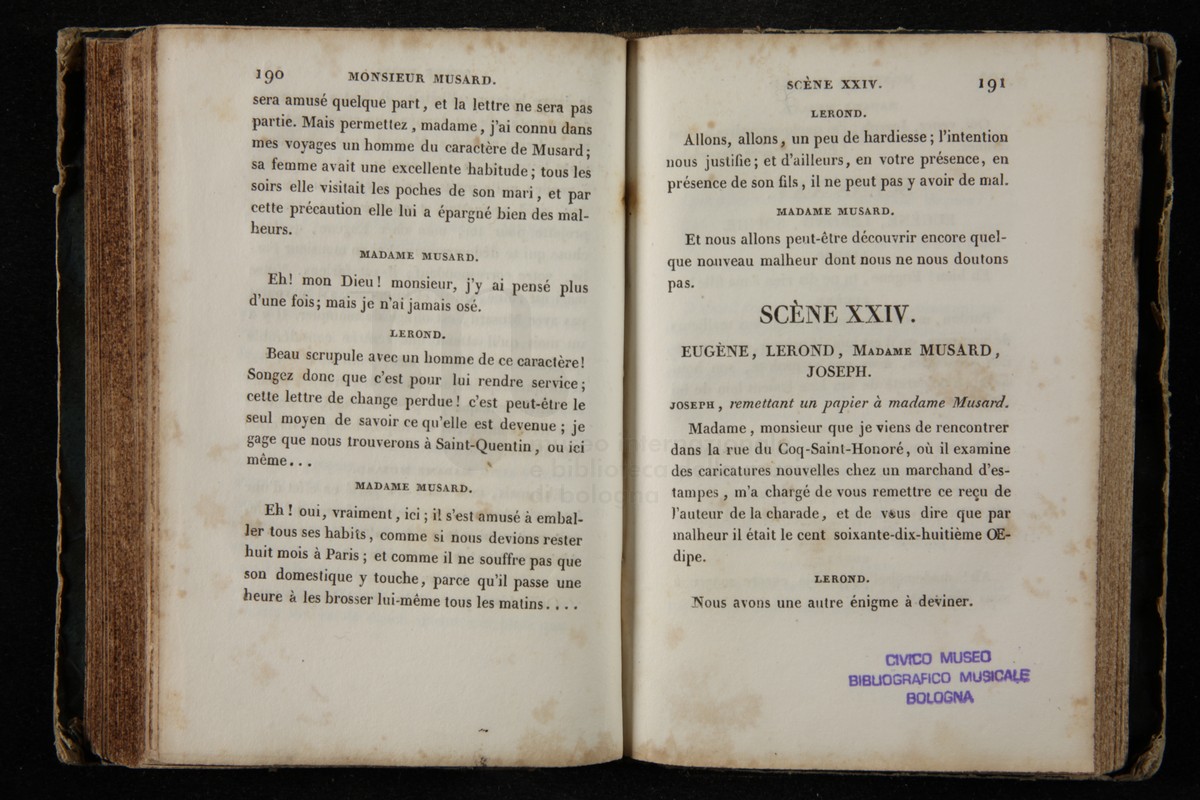 190 MONSIEUR MUSARD.
sera amusé quelque part, et la lettre ne sera pas
partie. Mais permettez, madame, j'ai connu dans
mes voyages un homme du caractère de Musard;
sa femme avait une excellente habitude; tous les
soirs elle visitait les poches de son mari, et par
cette précaution elle lui a épargné bien des mal-
heurs.
MADAME MUSARD.
Eh! mon Dieu! monsieur, j'y ai pensé plus
d'une fois; mais je n'ai jamais osé.
LEROND.
Beau scrupule avec un homme de ce caractère!
Songez donc que c'est pour lui rendre service;
cette lettre de change perdue! c'est peut-être le
seul moyen de savoir ce qu'elle est devenue; je
gage que nous trouverons à Saint-Quentin, ou ici
même...
MADAME MUSARD.
Eh! oui, vraiment, ici; il s'est amusé à embal-
ler tous ses habits, comme si nous devions rester
huit mois à Paris; et comme il ne souffre pas que
son domestique y touche, parce qu'il passe une
heure à les brosser lui-même tous les matins....
SCÈNE XXIV. 191
LEROND.
Allons, allons, un peu de hardiesse; l'intention
nous justifie; et d'ailleurs, en votre présence, en
présence de son fils, il ne peut pas y avoir de mal.
MADAME MUSARD.
Et nous allons peut-être découvrir encore quel-
que nouveau malheur dont nous ne nous doutons
pas.
SCÈNE XXIV.
EUGÈNE, LEROND, MADAME MUSARD,
JOSEPH.
JOSEPH, remettant un papier à madame Musard.
Madame, monsieur que je viens de rencontrer
dans la rue du Coq-Saint-Honoré, où il examine
des caricatures nouvelles chez un marchand d'es-
tampes, m'a chargé de vous remettre ce reçu de
l'auteur de la charade, et de vous dire que par
malheur il était le cent soixante-dix-huitième OE-
dipe.
LEROND.
Nous avons une autre énigme à deviner.
CIVICO MUSEO
BIBLIOGRAFICO MUSICALE
BOLOGNA
museo internazionale
e biblioteca
di bologna